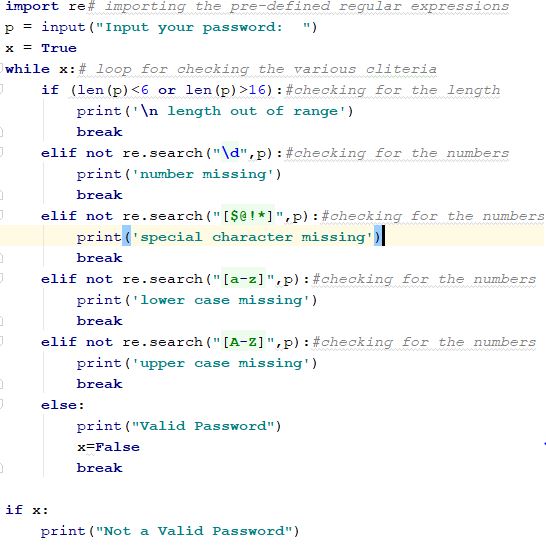 import re# importing the pre-defined regular expressions
p = input("Input your password:  ")
x = True
while x:# loop for checking the various cliteria
    if (len(p)<6 or len(p)>16):#checking for the length
        print('\n length out of range')
        break
    elif not re.search("\d",p):#checking for the numbers
        print('number missing')
        break
    elif not re.search("[$@!*]",p):#checking for the numbers
        print('special character missing')
        break
    elif not re.search("[a-z]",p):#checking for the numbers
        print('lower case missing')
        break
    elif not re.search("[A-Z]",p):#checking for the numbers
        print('upper case missing')
        break
    else:
        print("Valid Password")
        x=False
        break
if x:
    print("Not a Valid Password")